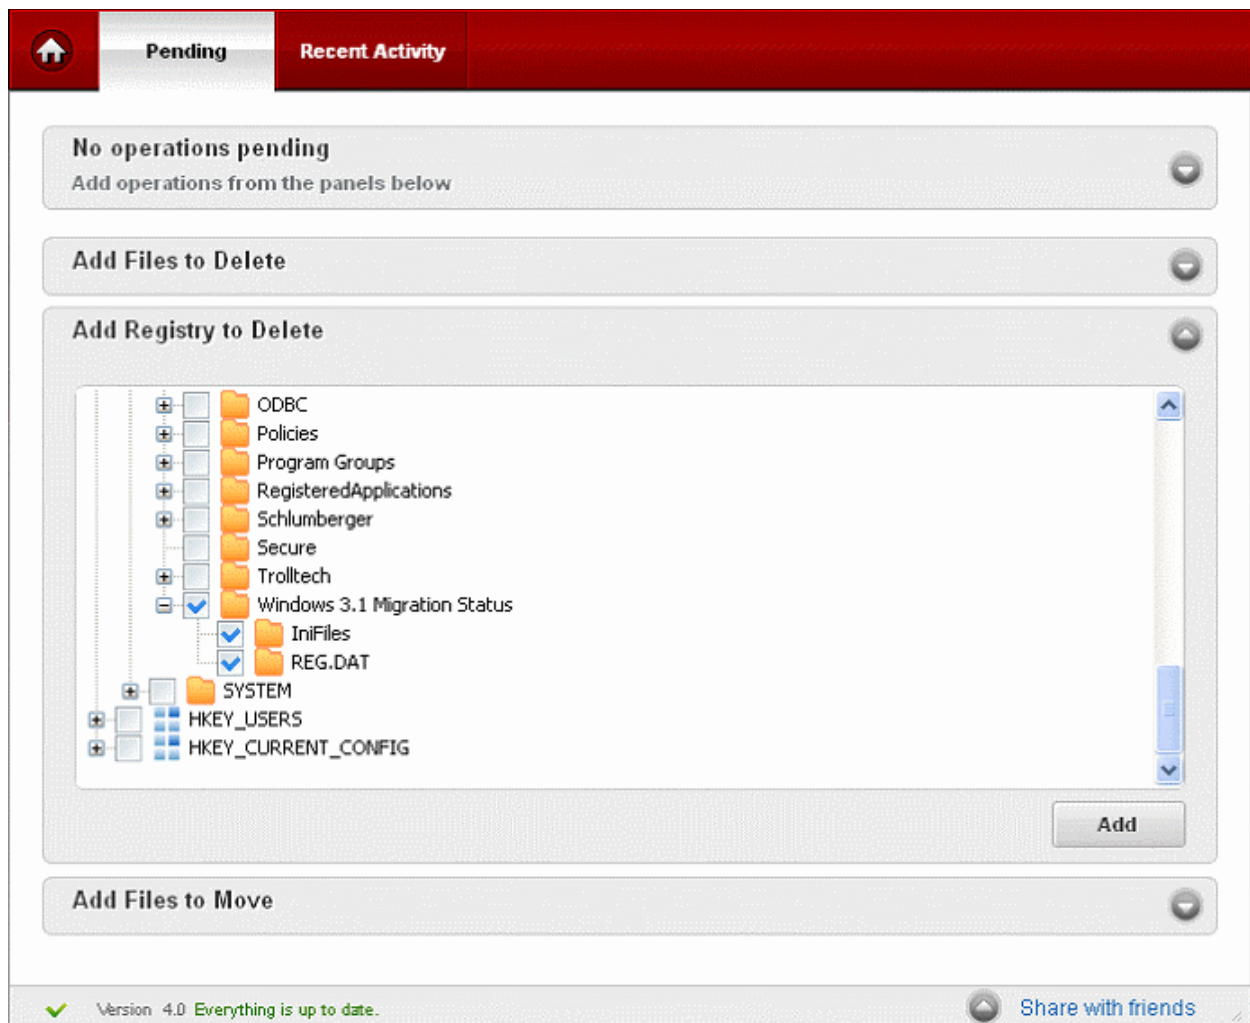 Pending
Recent Activity
No operations pending
Add operations from the panels below
Add Files to Delete
Add Registry to Delete
ODBC
Policies
Program Groups
RegisteredApplications
Schlumberger
Secure
Trolltech
Windows 3.1 Migration Status
IniFiles
REG.DAT
SYSTEM
HKEY_USERS
HKEY_CURRENT_CONFIG
Add
Add Files to Move
Version 4.0 Everything is up to date.
Share with friends